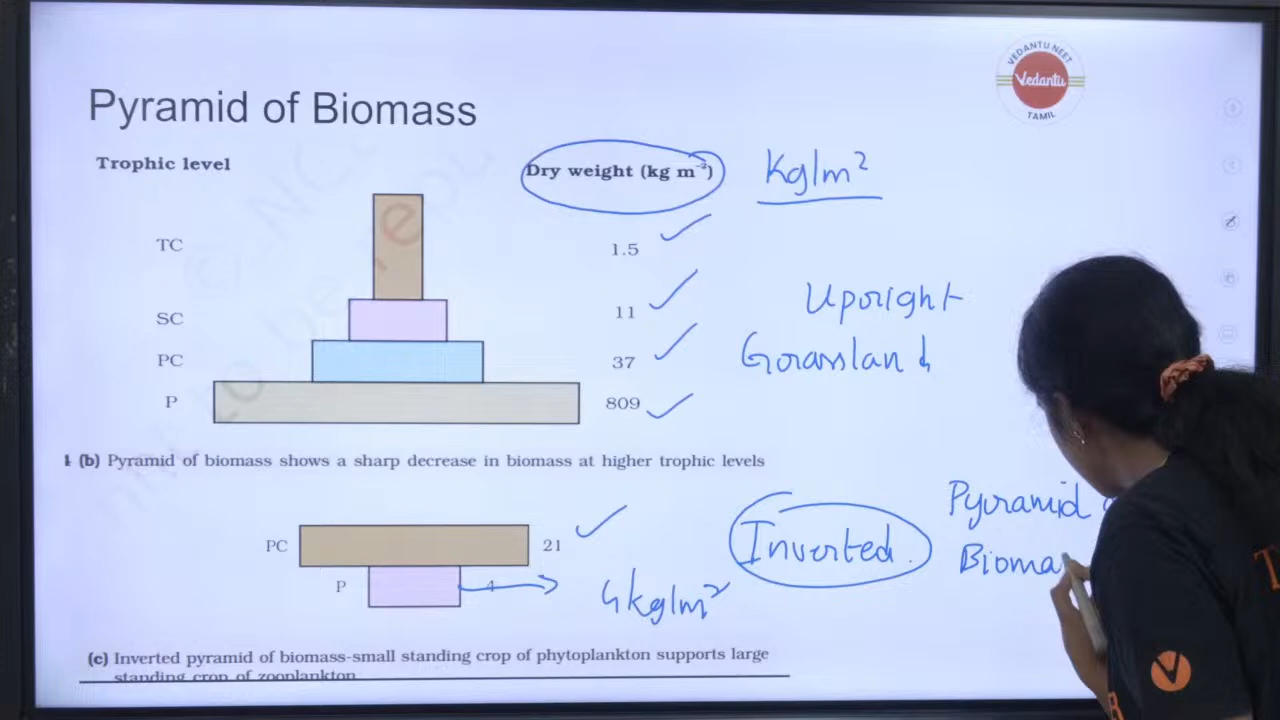 VEDANTU NEET
Vedantu
TAMIL
Pyramid of Biomass
Trophic level
Dry weight (kg m⁻²)
Kg/m²
TC
1.5
SC
11
Upright
PC
37
Grassland
P
809
(b) Pyramid of biomass shows a sharp decrease in biomass at higher trophic levels
PC
21
Inverted
Pyramid
Bioma
P
4
4kg/m²
(c) Inverted pyramid of biomass-small standing crop of phytoplankton supports large
standing crop of zooplankton